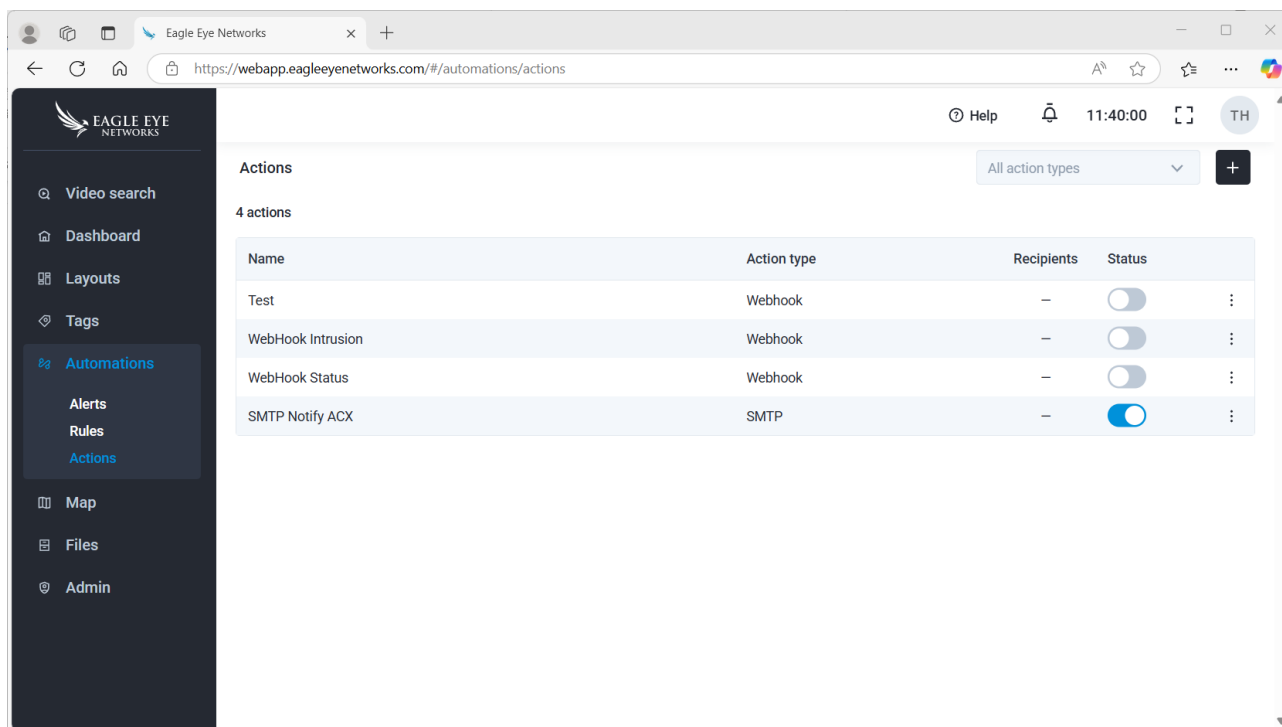 Eagle Eye Networks
https://webapp.eagleeyenetworks.com/#/automations/actions
EAGLE EYE
NETWORKS
Help
11:40:00
TH
Video search
Dashboard
Layouts
Tags
Automations
Alerts
Rules
Actions
Map
Files
Admin
Actions
All action types
4 actions
Name Action type Recipients Status
Test Webhook –
WebHook Intrusion Webhook –
WebHook Status Webhook –
SMTP Notify ACX SMTP –